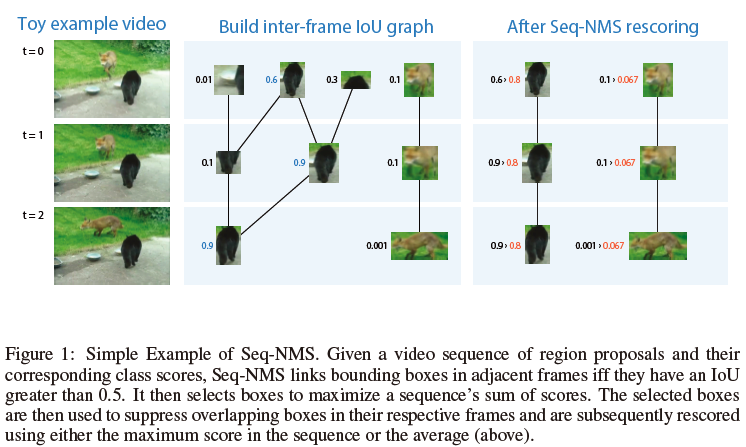 Toy example video
Build inter-frame IoU graph
After Seq-NMS rescoring
t = 0
0.01
0.6
0.3
0.1
0.6 › 0.8
0.1 › 0.067
t = 1
0.1
0.9
0.1
0.9 › 0.8
0.1 › 0.067
t = 2
0.9
0.001
0.9 › 0.8
0.001 › 0.067
Figure 1: Simple Example of Seq-NMS. Given a video sequence of region proposals and their
corresponding class scores, Seq-NMS links bounding boxes in adjacent frames iff they have an IoU
greater than 0.5. It then selects boxes to maximize a sequence's sum of scores. The selected boxes
are then used to suppress overlapping boxes in their respective frames and are subsequently rescored
using either the maximum score in the sequence or the average (above).